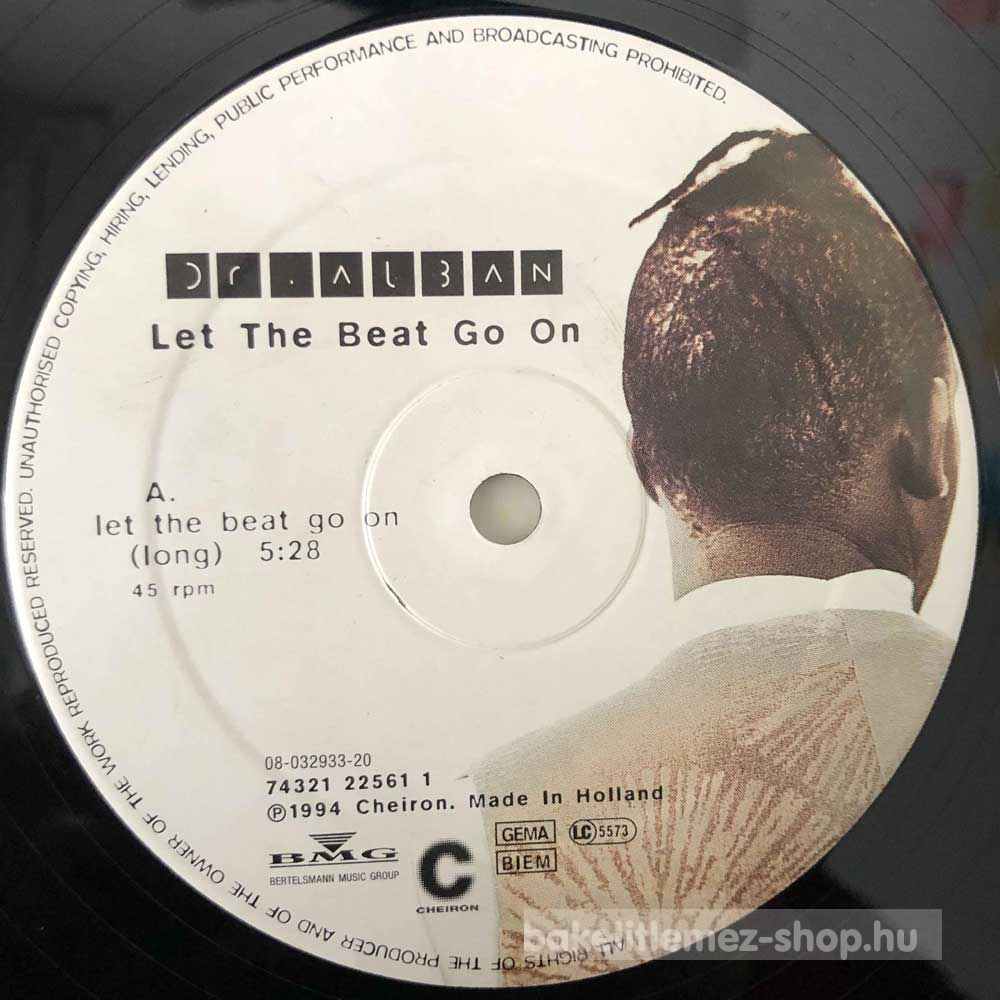 ALL RIGHTS OF THE PRODUCER AND OF THE OWNER OF THE WORK REPRODUCED RESERVED. UNAUTHORISED COPYING, HIRING, LENDING, PUBLIC PERFORMANCE AND BROADCASTING PROHIBITED.
Dr.ALBAN
Let The Beat Go On
A.
let the beat go on
(long) 5:28
45 rpm
08-032933-20
74321 22561 1
℗1994 Cheiron. Made In Holland
BMG
BERTELSMANN MUSIC GROUP
C
CHEIRON
GEMA
BIEM
LC 5573
bakelitlemez-shop.hu